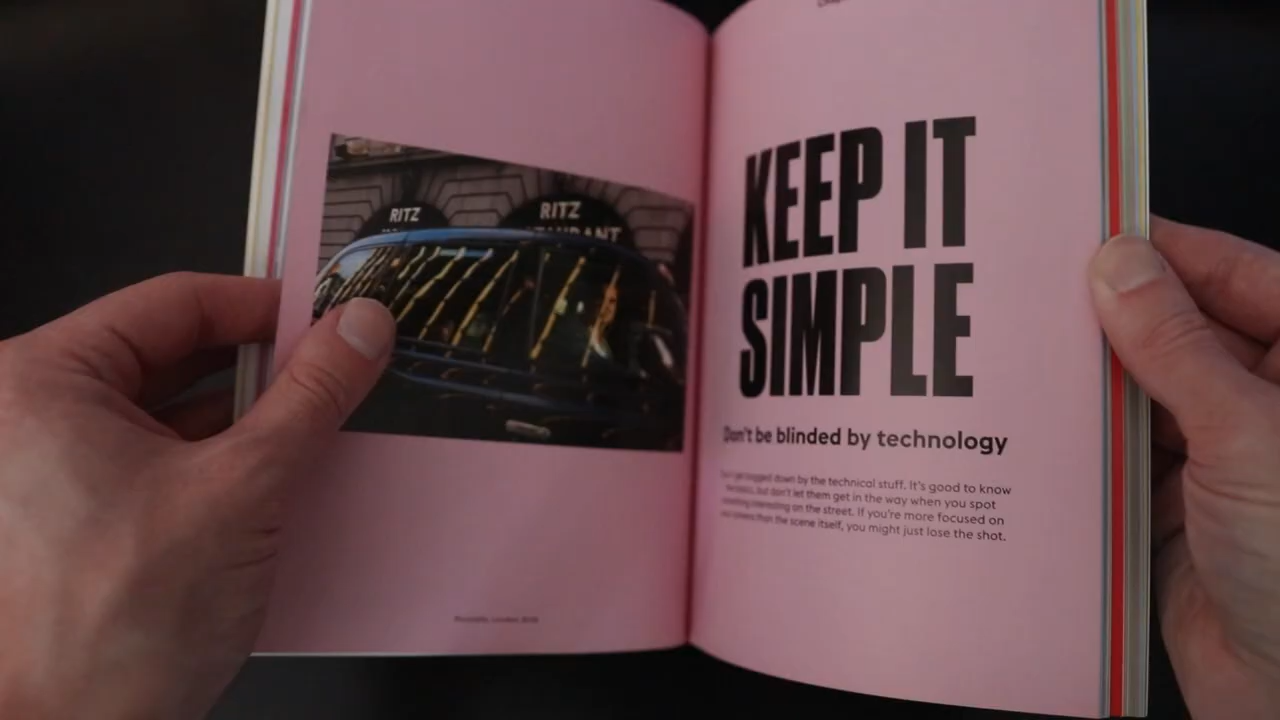 RITZ
RITZ
KEEP IT
SIMPLE
Don't be blinded by technology
bogged down by the technical stuff. It's good to know
but don't let them get in the way when you spot
something interesting on the street. If you're more focused on
than the scene itself, you might just lose the shot.